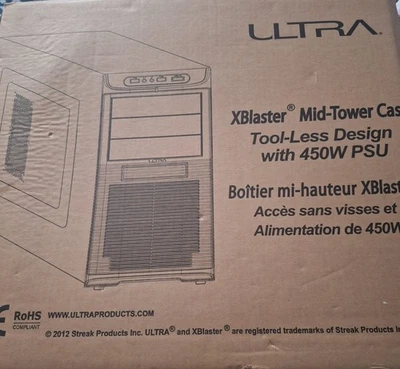 ULTRA.
XBlaster® Mid-Tower Cas
Tool-Less Design
with 450W PSU
Boîtier mi-hauteur XBlast
Accès sans visses et
Alimentation de 450W
ULTRA
CE RoHS WWW.ULTRAPRODUCTS.COM
COMPLIANT
© 2012 Streak Products Inc. ULTRA® and XBlaster® are registered trademarks of Streak Products In